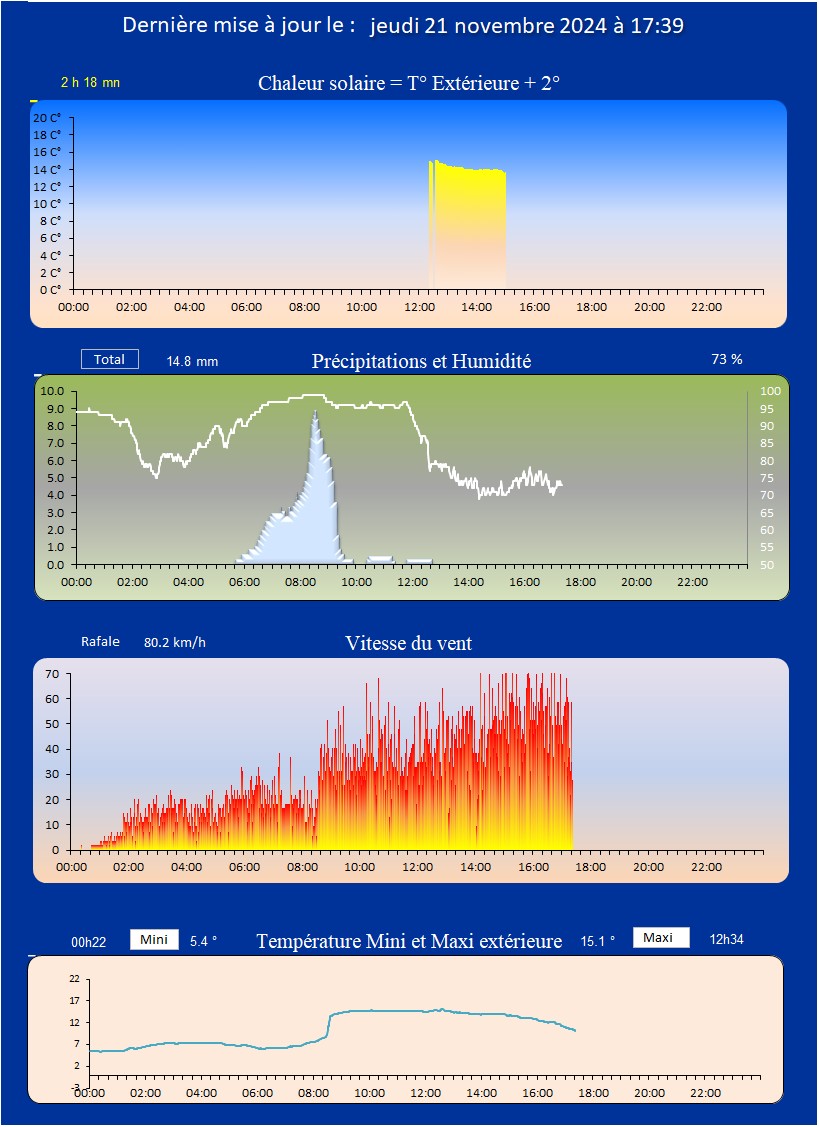 Dernière mise à jour le : jeudi 21 novembre 2024 à 17:39
2 h 18 mn Chaleur solaire = T° Extérieure + 2°
20 C°
18 C°
16 C°
14 C°
12 C°
10 C°
8 C°
6 C°
4 C°
2 C°
0 C°
00:00 02:00 04:00 06:00 08:00 10:00 12:00 14:00 16:00 18:00 20:00 22:00
Total 14.8 mm Précipitations et Humidité 73 %
10.0 100
9.0 95
8.0 90
7.0 85
6.0 80
5.0 75
4.0 70
3.0 65
2.0 60
1.0 55
0.0 50
00:00 02:00 04:00 06:00 08:00 10:00 12:00 14:00 16:00 18:00 20:00 22:00
Rafale 80.2 km/h Vitesse du vent
70
60
50
40
30
20
10
0
00:00 02:00 04:00 06:00 08:00 10:00 12:00 14:00 16:00 18:00 20:00 22:00
00h22 Mini 5.4 ° Température Mini et Maxi extérieure 15.1 ° Maxi 12h34
22
17
12
7
2
-3
00:00 02:00 04:00 06:00 08:00 10:00 12:00 14:00 16:00 18:00 20:00 22:00